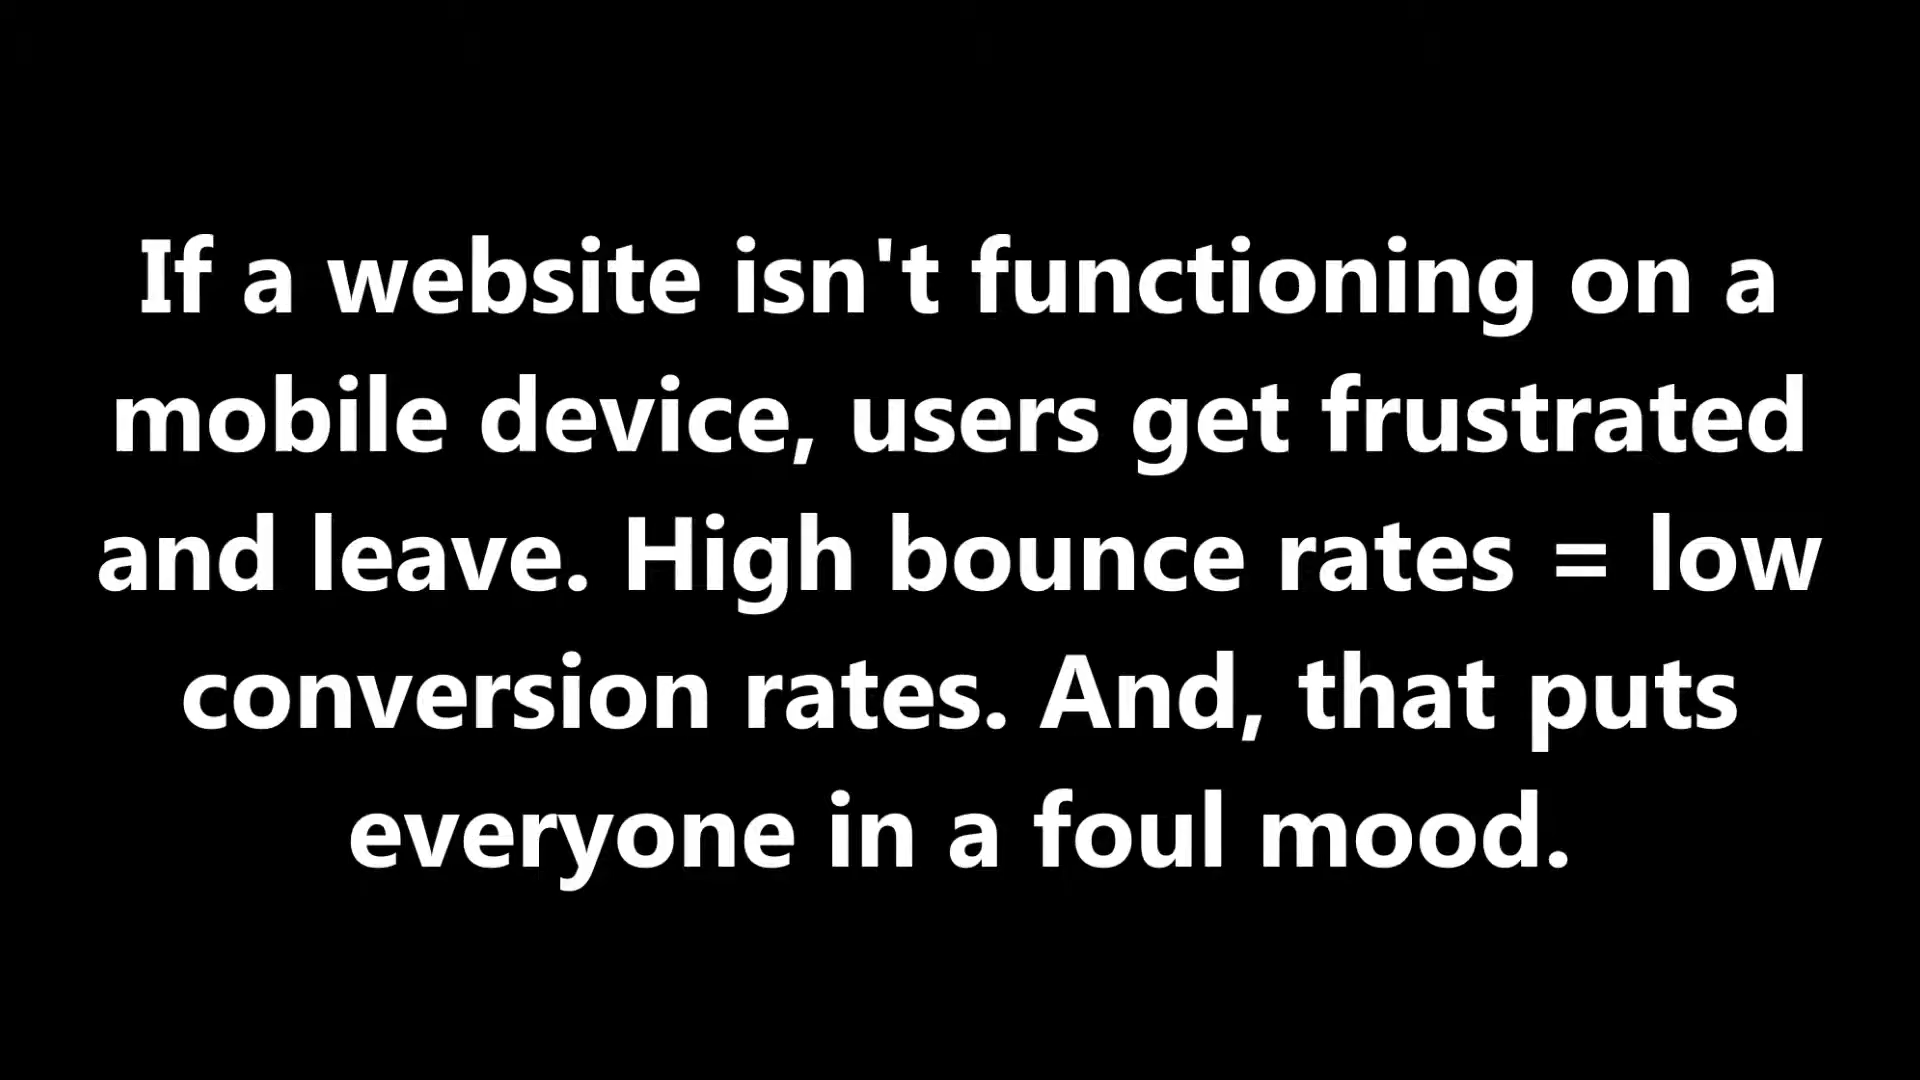 If a website isn't functioning on a
mobile device, users get frustrated
and leave. High bounce rates = low
conversion rates. And, that puts
everyone in a foul mood.